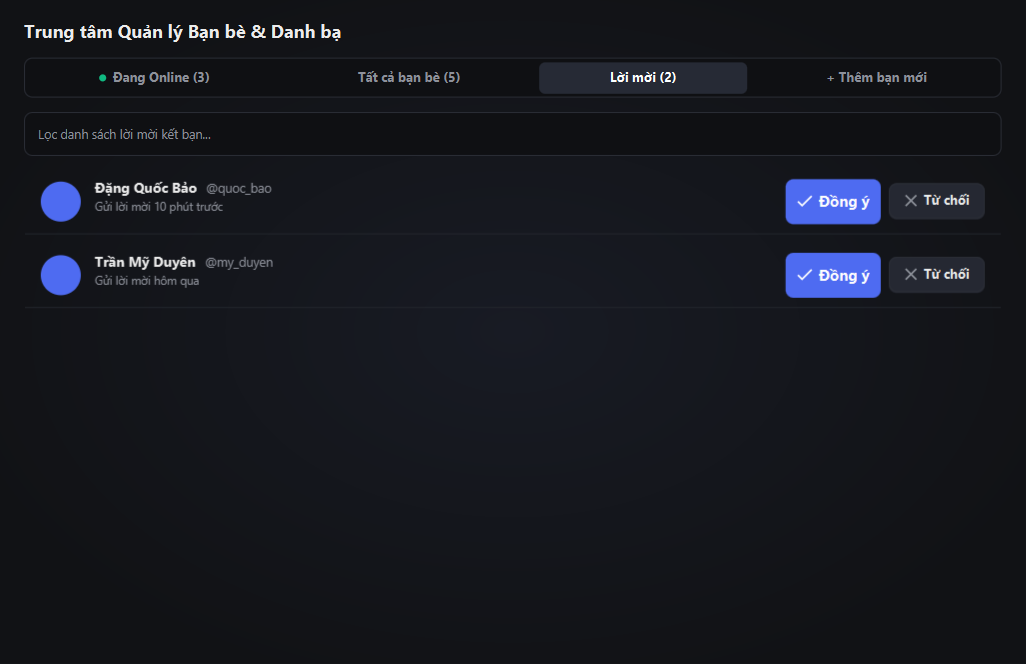 Trung tâm Quản lý Bạn bè & Danh bạ
Đang Online (3)
Tất cả bạn bè (5)
Lời mời (2)
+ Thêm bạn mới
Lọc danh sách lời mời kết bạn...
Đặng Quốc Bảo @quoc_bao
Gửi lời mời 10 phút trước
Đồng ý
Từ chối
Trần Mỹ Duyên @my_duyen
Gửi lời mời hôm qua
Đồng ý
Từ chối